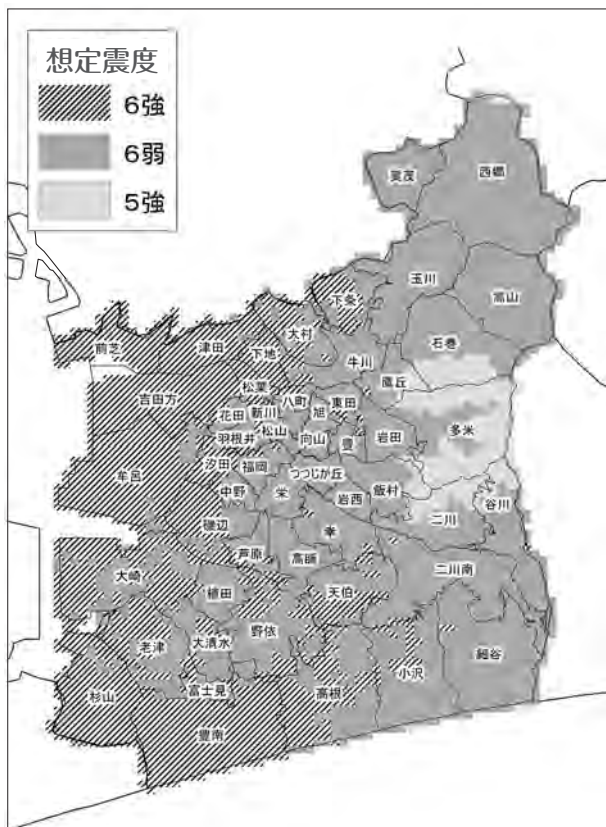 想定震度
6強
6弱
5強
賀茂
西郷
玉川
嵩山
下条
石巻
大村
前芝
津田
下地
牛川
鷹丘
吉田方
松葉
八町
東田
花田
新川
旭
多米
羽根井
松山
向山
豊
岩田
牟呂
汐田
福岡
つつじが丘
谷川
中野
栄
岩西
飯村
二川
磯辺
幸
芦原
高師
大崎
植田
天伯
二川南
老津
大清水
野依
小沢
細谷
杉山
富士見
高根
豊南